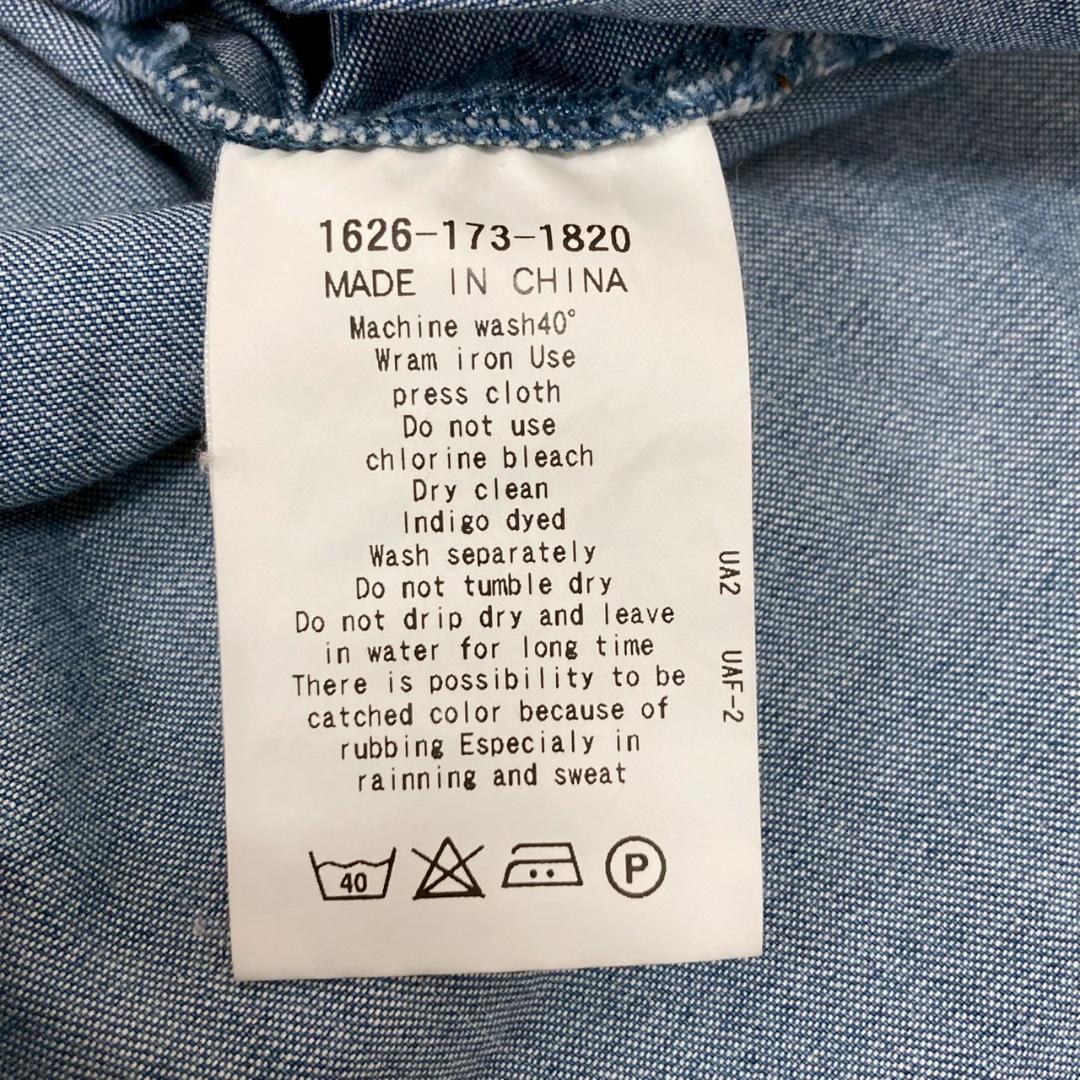 1626-173-1820
MADE IN CHINA
Machine wash40°
Wram iron Use
press cloth
Do not use
chlorine bleach
Dry clean
Indigo dyed
Wash separately
Do not tumble dry
Do not drip dry and leave
in water for long time
There is possibility to be
catched color because of
rubbing Especialy in
rainning and sweat
UA2
UAF-2
40
P